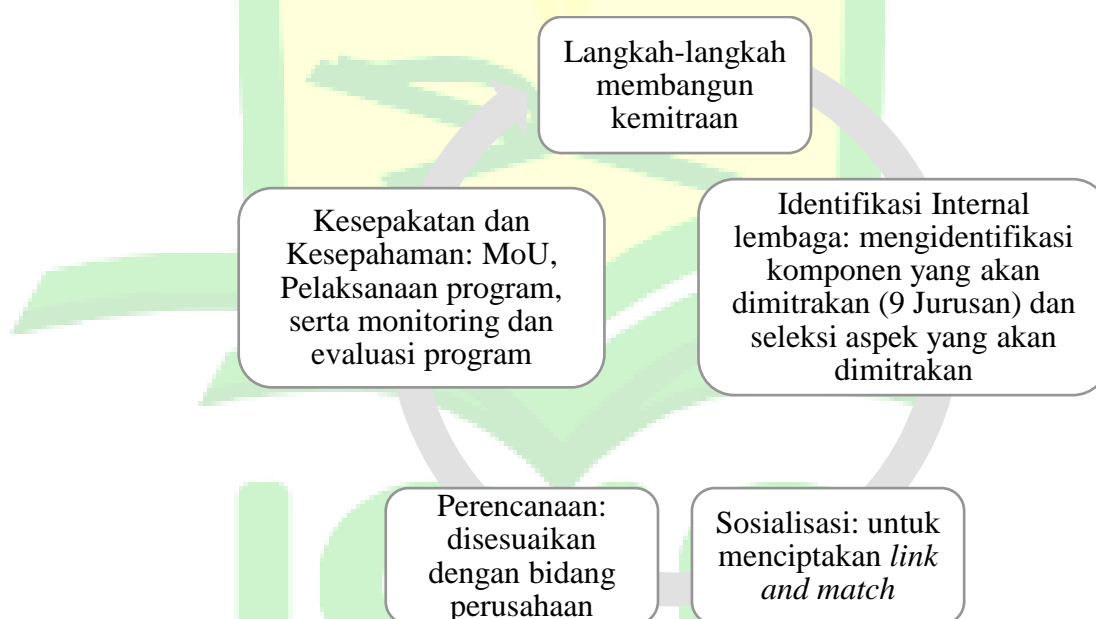 Langkah-langkah
membangun
kemitraan
Identifikasi Internal
lembaga: mengidentifikasi
komponen yang akan
dimitrakan (9 Jurusan) dan
seleksi aspek yang akan
dimitrakan
Sosialisasi: untuk
menciptakan link
and match
Perencanaan:
disesuaikan
dengan bidang
perusahaan
Kesepakatan dan
Kesepahaman: MoU,
Pelaksanaan program,
serta monitoring dan
evaluasi program